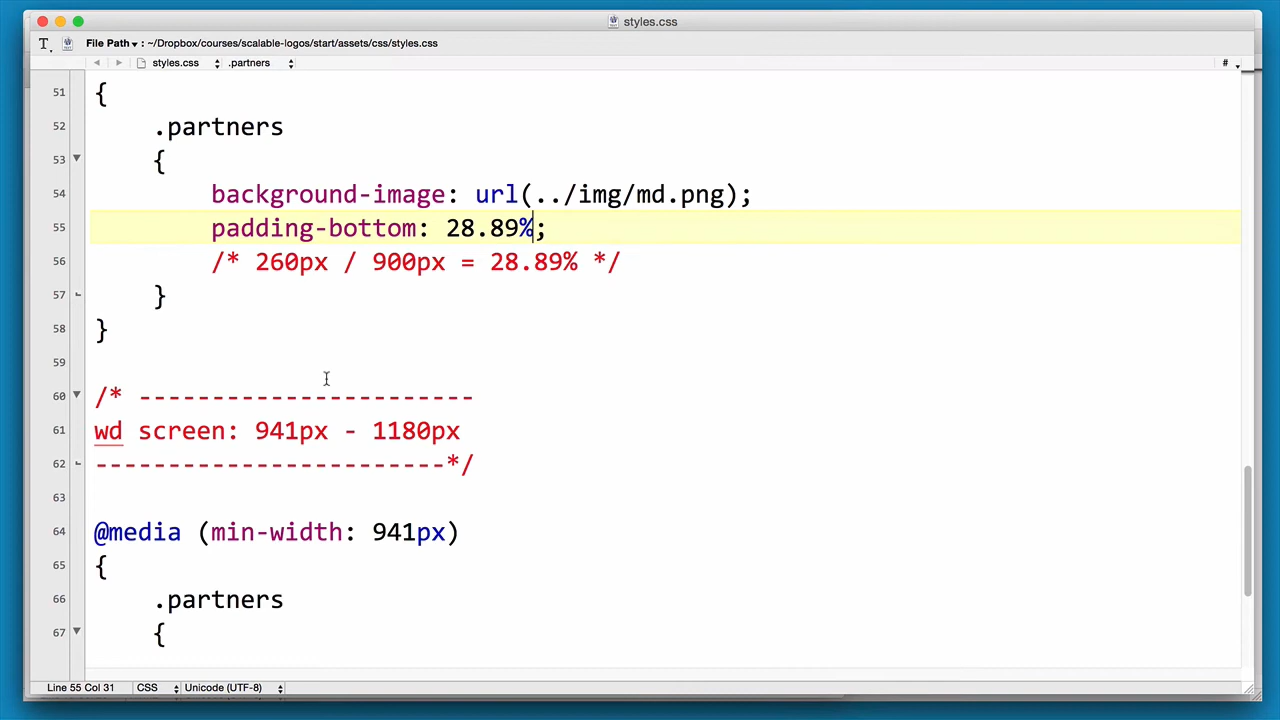 styles.css
File Path : ~/Dropbox/courses/scalable-logos/start/assets/css/styles.css
styles.css .partners #
51 {
52 .partners
53 {
54 background-image: url(../img/md.png);
55 padding-bottom: 28.89%;
56 /* 260px / 900px = 28.89% */
57 }
58 }
59
60 /* -----------------------
61 wd screen: 941px - 1180px
62 ------------------------*/
63
64 @media (min-width: 941px)
65 {
66 .partners
67 {
Line 55 Col 31 CSS Unicode (UTF-8)